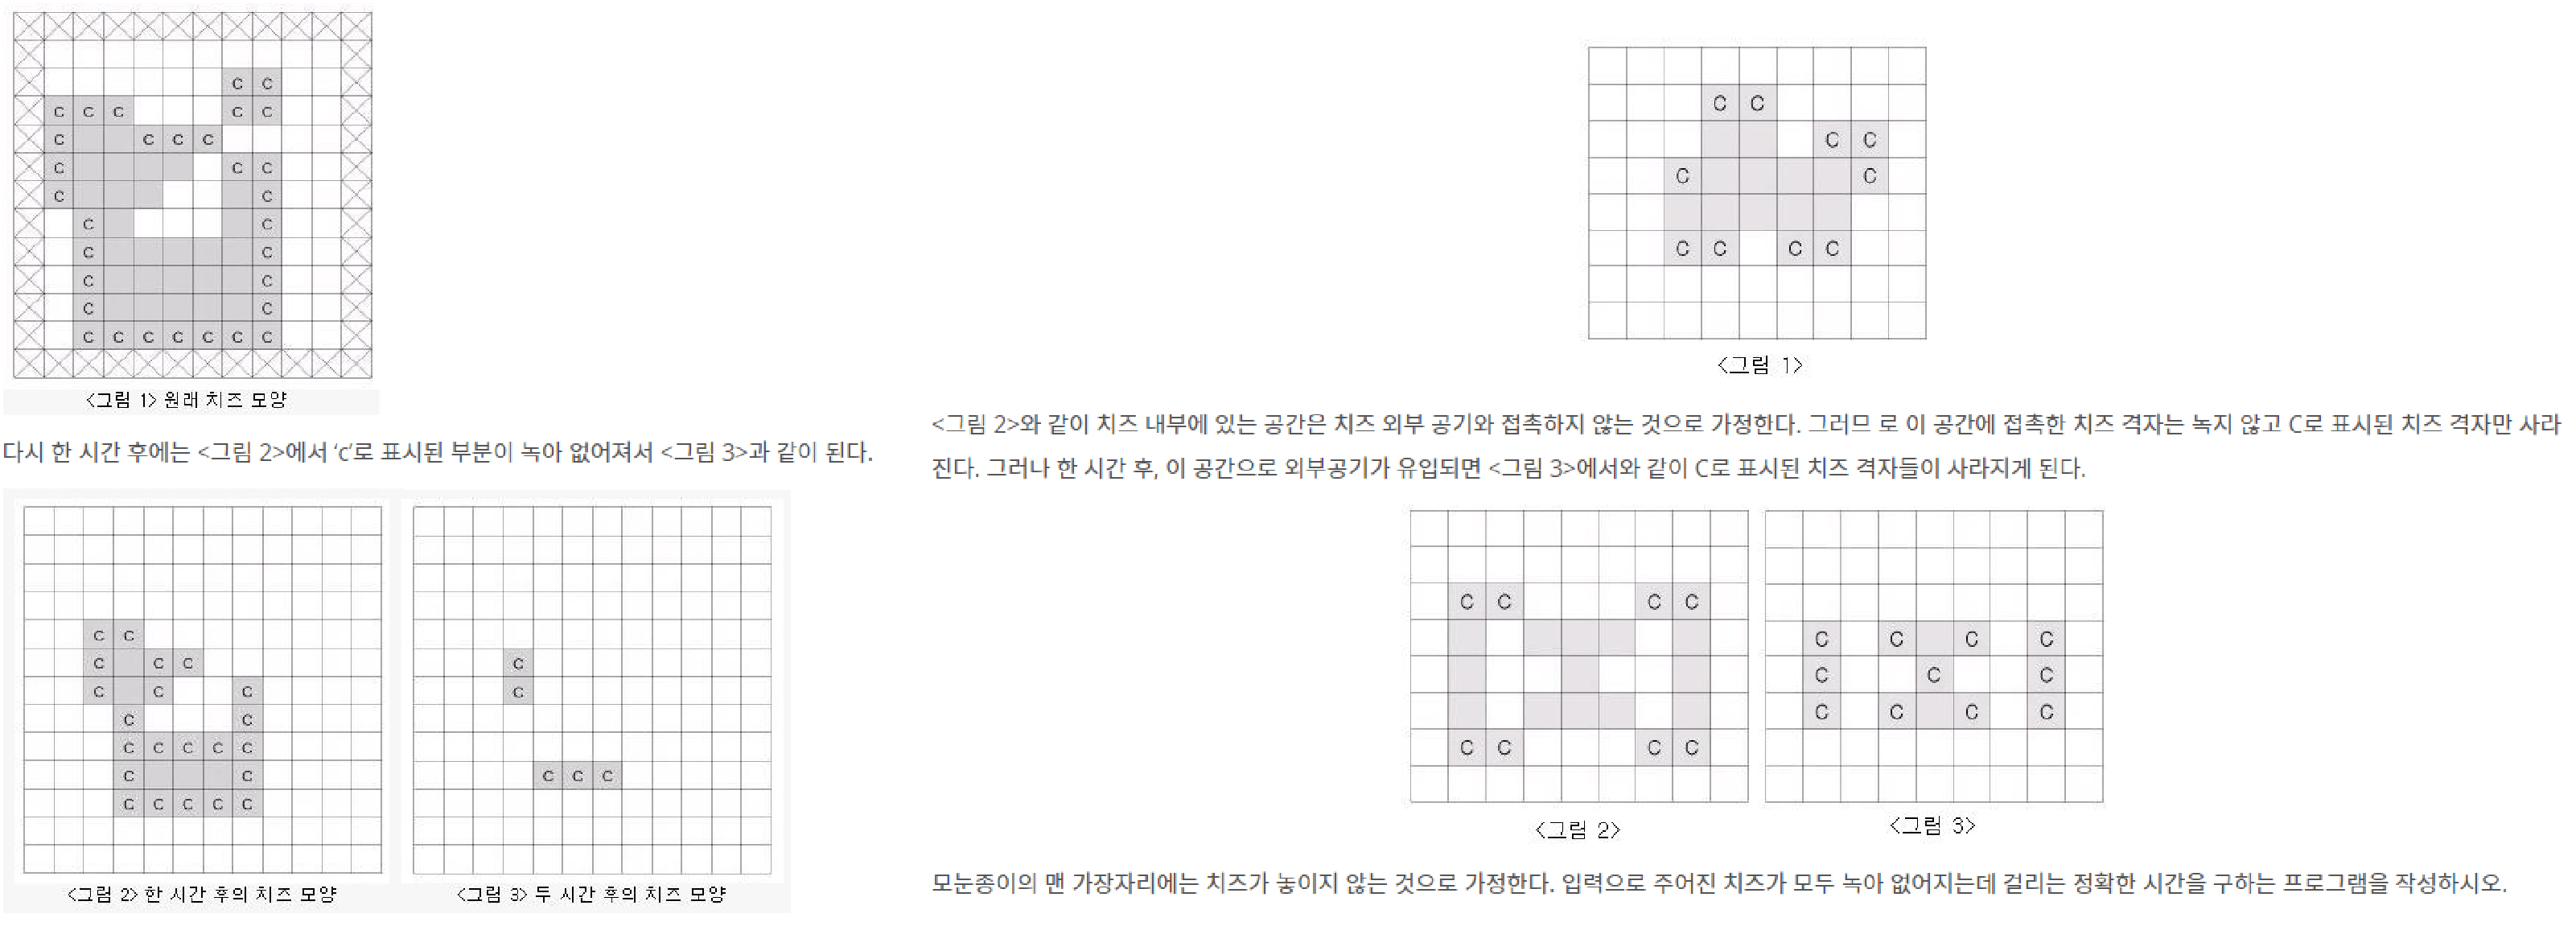 C C
C C C C C
C C C C
C C C
C C
C C
C C
C C
C C
C C C C C C C
<그림 1> 원래 치즈 모양
다시 한 시간 후에는 <그림 2>에서 ‘c’로 표시된 부분이 녹아 없어져서 <그림 3>과 같이 된다.
C C
C C C
C C C
C C
C C C C C
C C
C C C C C
<그림 2> 한 시간 후의 치즈 모양
C
C
C C C
<그림 3> 두 시간 후의 치즈 모양
C C
C C
C C
C C C C
<그림 1>
<그림 2>와 같이 치즈 내부에 있는 공간은 치즈 외부 공기와 접촉하지 않는 것으로 가정한다. 그러므 로 이 공간에 접촉한 치즈 격자는 녹지 않고 C로 표시된 치즈 격자만 사라
진다. 그러나 한 시간 후, 이 공간으로 외부공기가 유입되면 <그림 3>에서와 같이 C로 표시된 치즈 격자들이 사라지게 된다.
C C C C
C C C C
<그림 2>
C C C C
C C C
C C C C
<그림 3>
모눈종이의 맨 가장자리에는 치즈가 놓이지 않는 것으로 가정한다. 입력으로 주어진 치즈가 모두 녹아 없어지는데 걸리는 정확한 시간을 구하는 프로그램을 작성하시오.